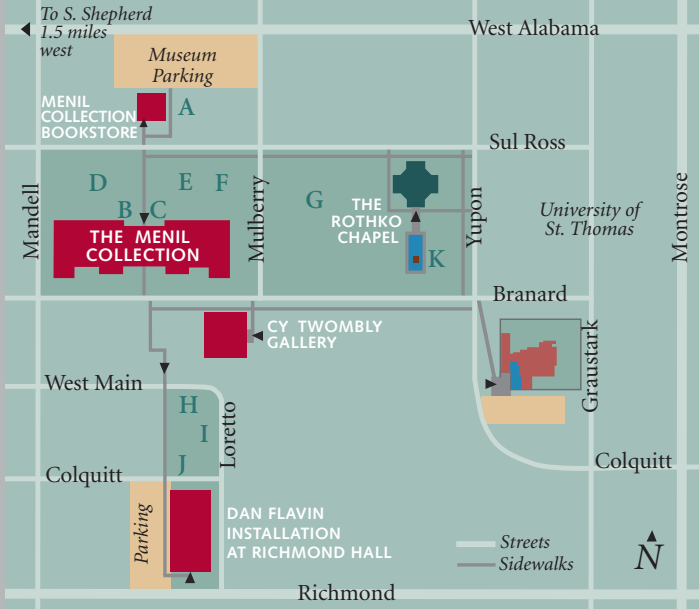 To S. Shepherd
1.5 miles
west
West Alabama
Museum
Parking
MENIL
COLLECTION
BOOKSTORE
A
Sul Ross
D
E
F
B
C
G
THE MENIL
COLLECTION
Mandell
Mulberry
THE
ROTHKO
CHAPEL
K
Yupon
University of
St. Thomas
Montrose
Branard
CY TWOMBLY
GALLERY
Graustark
West Main
H
I
J
Loretto
Colquitt
Colquitt
Parking
DAN FLAVIN
INSTALLATION
AT RICHMOND HALL
Streets
Sidewalks
N
Richmond